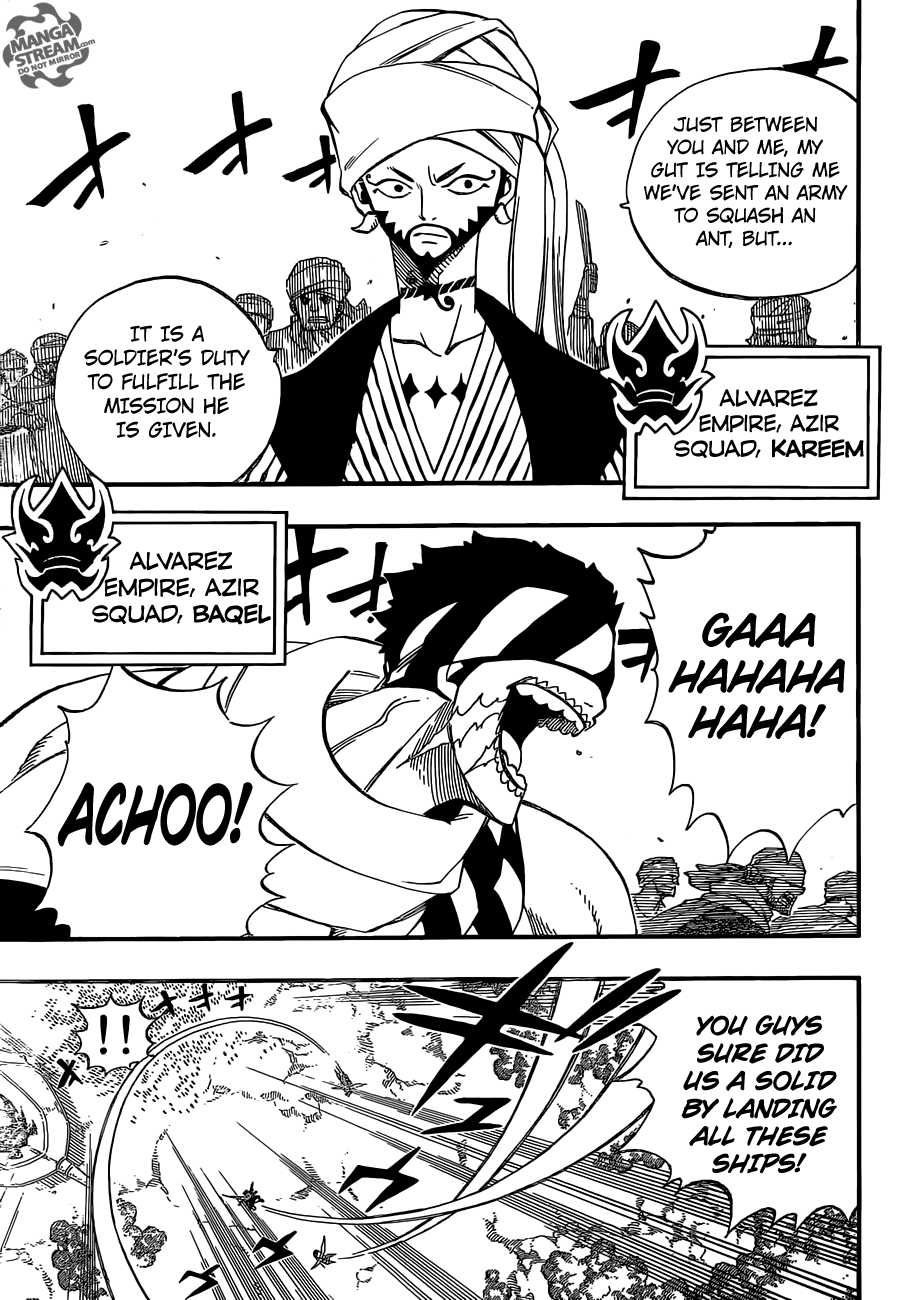 MANGA
STREAM.com
DO NOT MIRROR
JUST BETWEEN
YOU AND ME, MY
GUT IS TELLING ME
WE'VE SENT AN ARMY
TO SQUASH AN
ANT, BUT...
IT IS A
SOLDIER'S DUTY
TO FULFILL THE
MISSION HE
IS GIVEN.
ALVAREZ
EMPIRE, AZIR
SQUAD, KAREEM
ALVAREZ
EMPIRE, AZIR
SQUAD, BAQEL
GAAA
HAHAHA
HAHA!
ACHOO!
!!
YOU GUYS
SURE DID
US A SOLID
BY LANDING
ALL THESE
SHIPS!